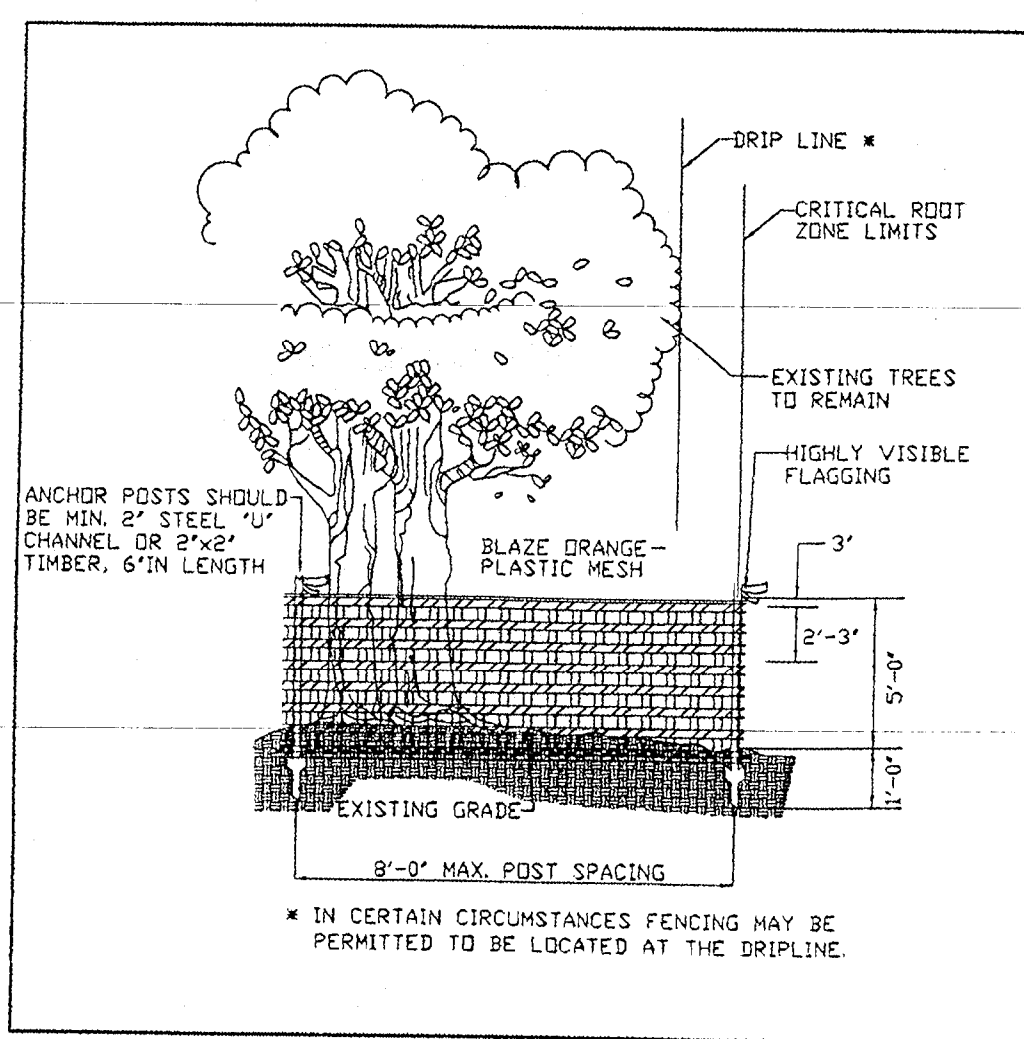 DRIP LINE *
CRITICAL ROOT
ZONE LIMITS
EXISTING TREES
TO REMAIN
HIGHLY VISIBLE
FLAGGING
ANCHOR POSTS SHOULD
BE MIN. 2" STEEL "U"
CHANNEL OR 2"x2"
TIMBER, 6"IN LENGTH
BLAZE ORANGE
PLASTIC MESH
3"
2'-3"
5'-0"
1'-0"
EXISTING GRADE
8'-0" MAX. POST SPACING
* IN CERTAIN CIRCUMSTANCES FENCING MAY BE
PERMITTED TO BE LOCATED AT THE DRIPLINE.